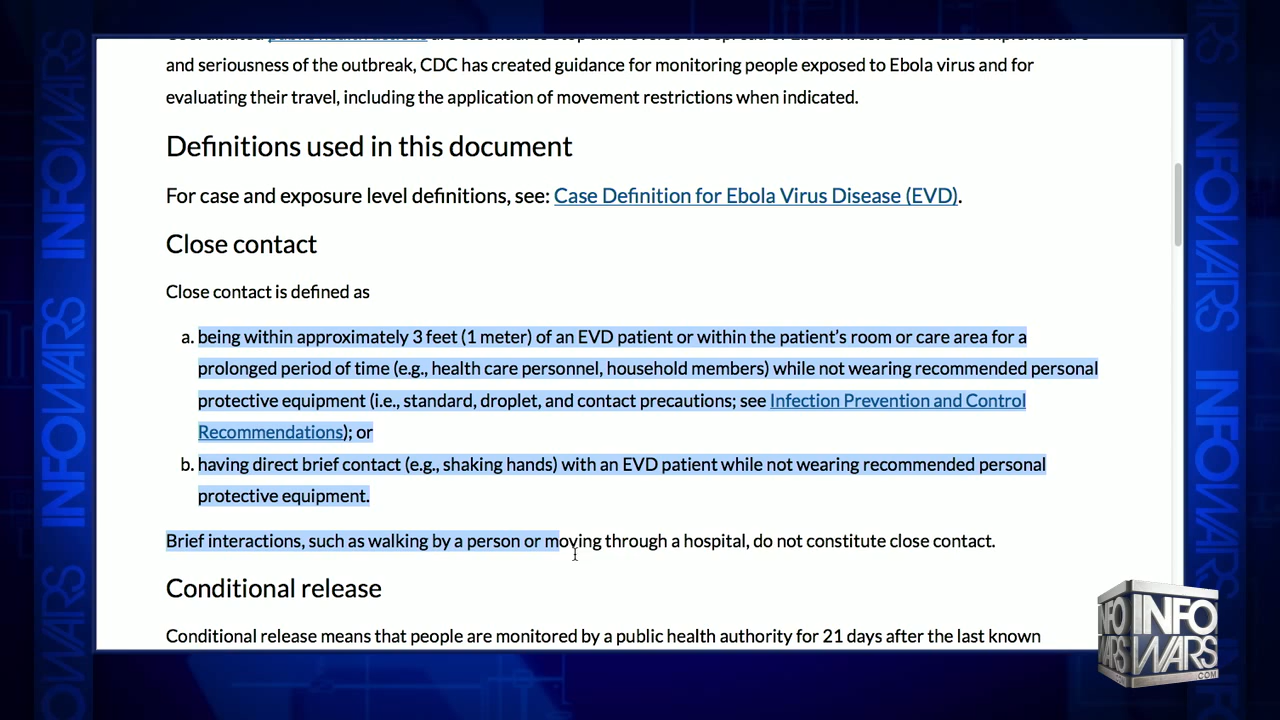 and seriousness of the outbreak, CDC has created guidance for monitoring people exposed to Ebola virus and for
evaluating their travel, including the application of movement restrictions when indicated.
Definitions used in this document
For case and exposure level definitions, see: Case Definition for Ebola Virus Disease (EVD).
Close contact
Close contact is defined as
a. being within approximately 3 feet (1 meter) of an EVD patient or within the patient's room or care area for a
prolonged period of time (e.g., health care personnel, household members) while not wearing recommended personal
protective equipment (i.e., standard, droplet, and contact precautions; see Infection Prevention and Control
Recommendations); or
b. having direct brief contact (e.g., shaking hands) with an EVD patient while not wearing recommended personal
protective equipment.
Brief interactions, such as walking by a person or moving through a hospital, do not constitute close contact.
Conditional release
Conditional release means that people are monitored by a public health authority for 21 days after the last known
INFOWARS
INFOWARS
INFOWARS
INFOWARS
INFO
WARS
.COM